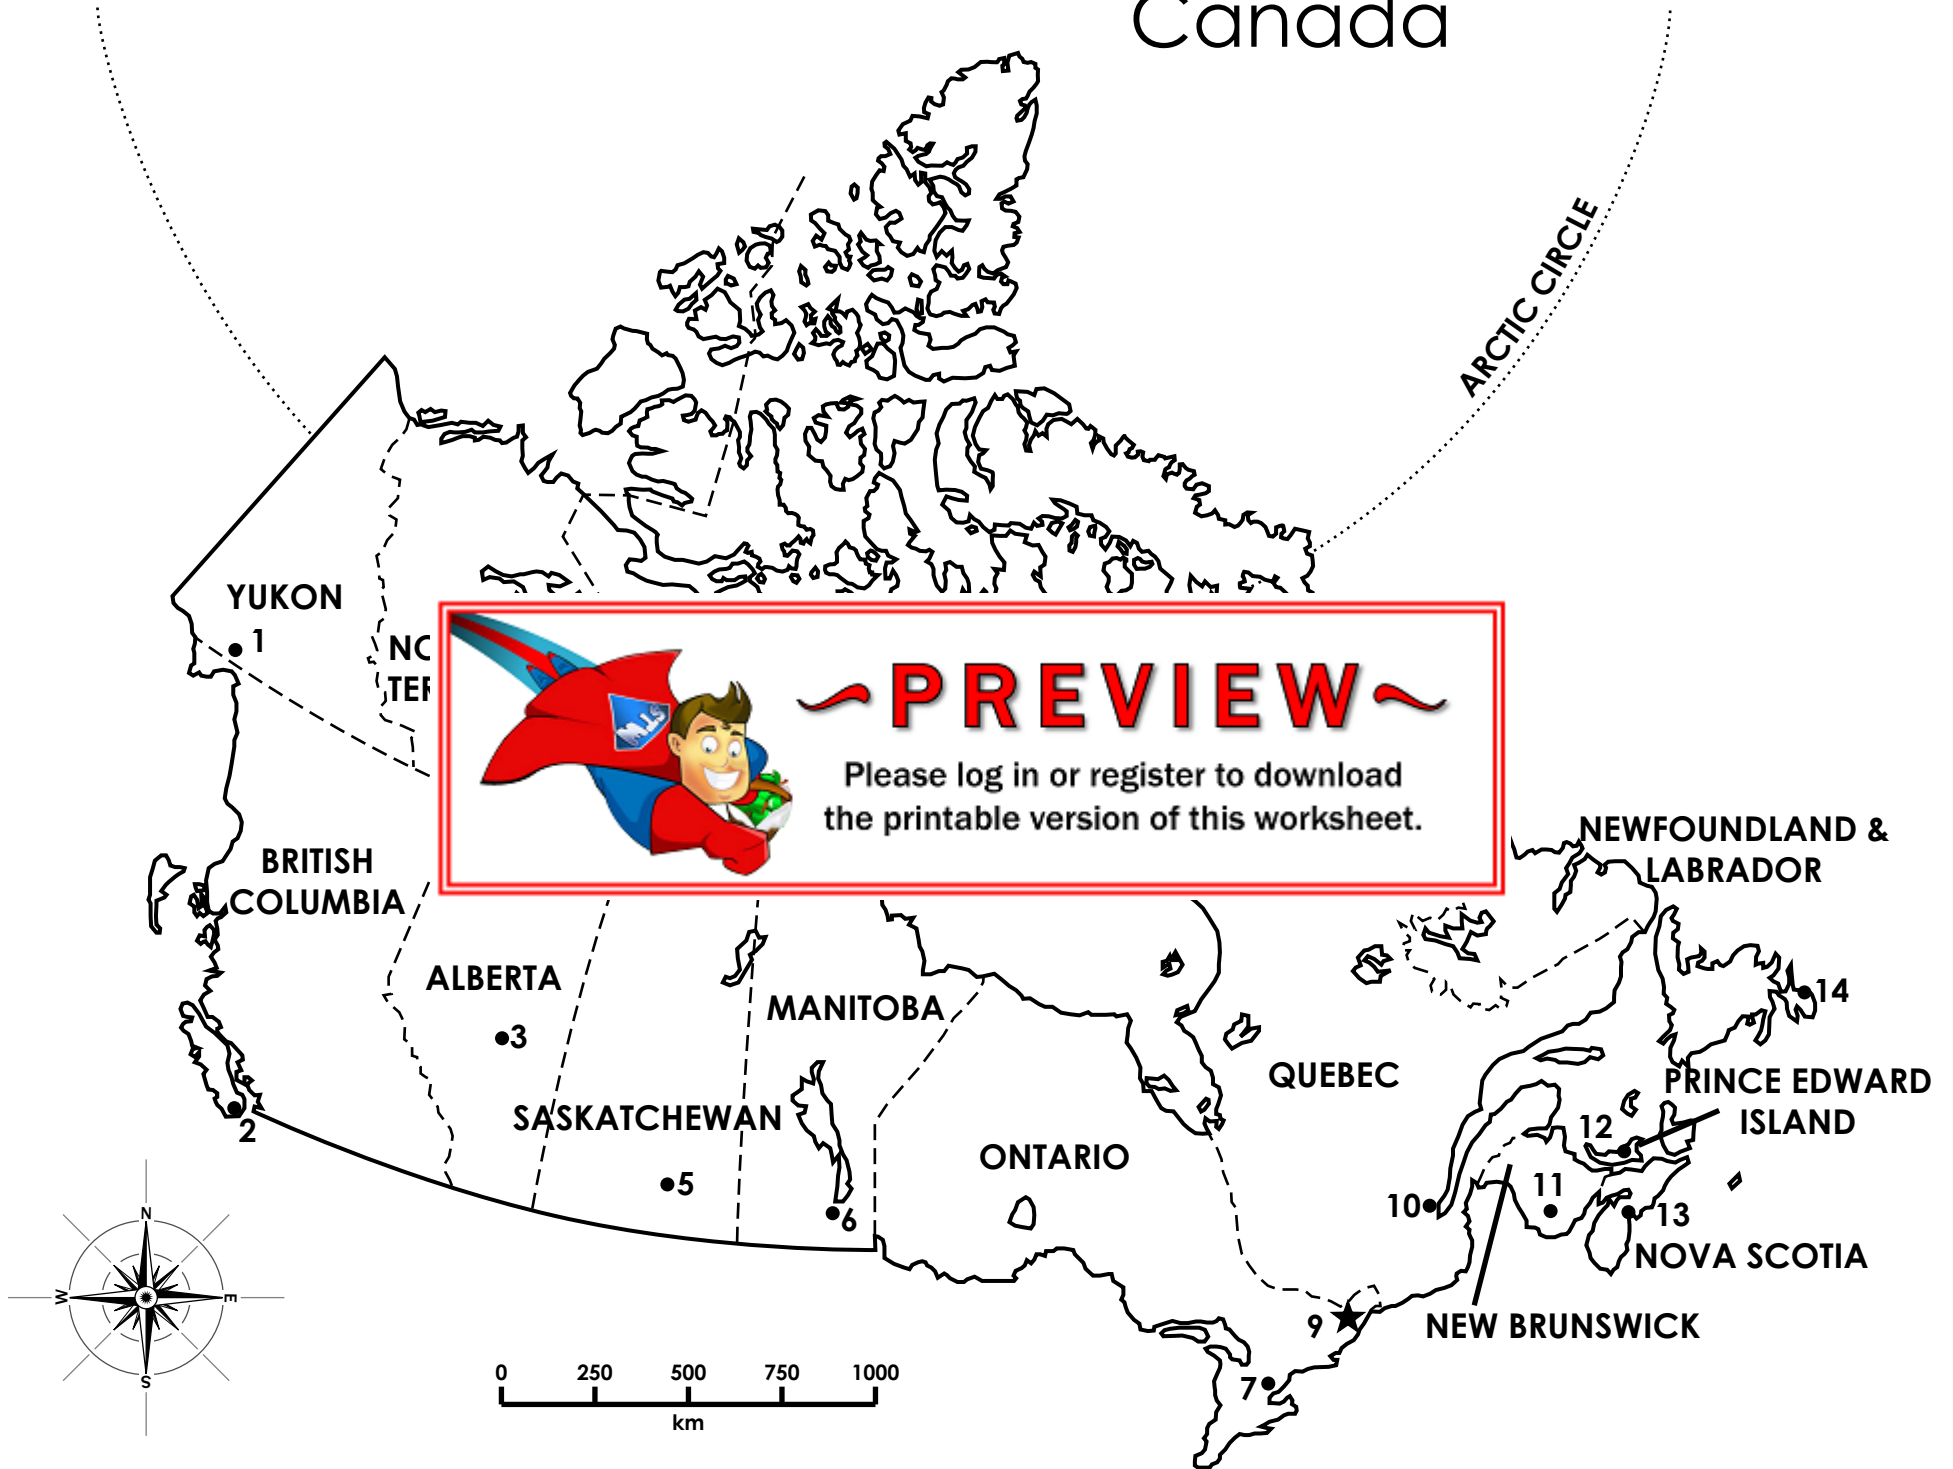 Canada
ARCTIC CIRCLE
YUKON
1
NO
TER
~PREVIEW~
Please log in or register to download
the printable version of this worksheet.
NEWFOUNDLAND &
LABRADOR
BRITISH
COLUMBIA
ALBERTA
3
MANITOBA
14
QUEBEC
PRINCE EDWARD
ISLAND
2
SASKATCHEWAN
12
ONTARIO
5
6
10
11
13
NOVA SCOTIA
N
W
E
S
9
NEW BRUNSWICK
7
0 250 500 750 1000
km